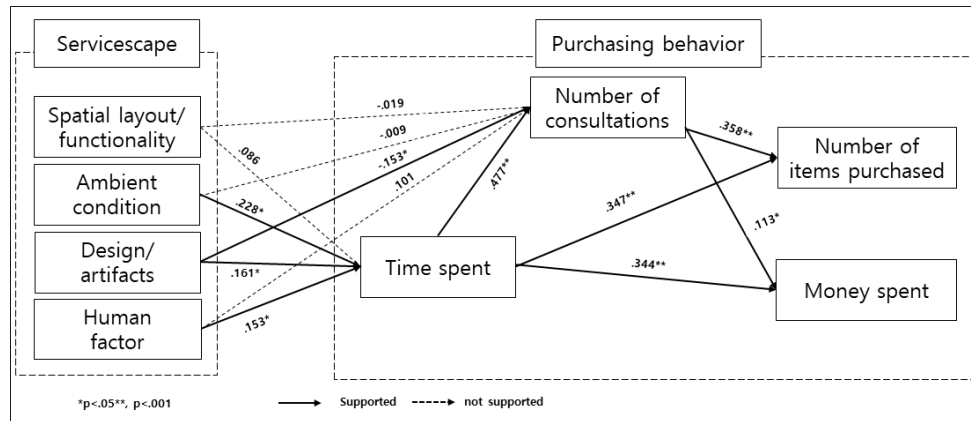 Servicescape
Purchasing behavior
Spatial layout/
functionality
Ambient
condition
Design/
artifacts
Human
factor
-.019
-.009
.086
-.153*
.101
.228*
.161*
.153*
Number of
consultations
.477**
Time spent
.358**
.347**
.113*
.344**
Number of
items purchased
Money spent
*p<.05**, p<.001
Supported
not supported